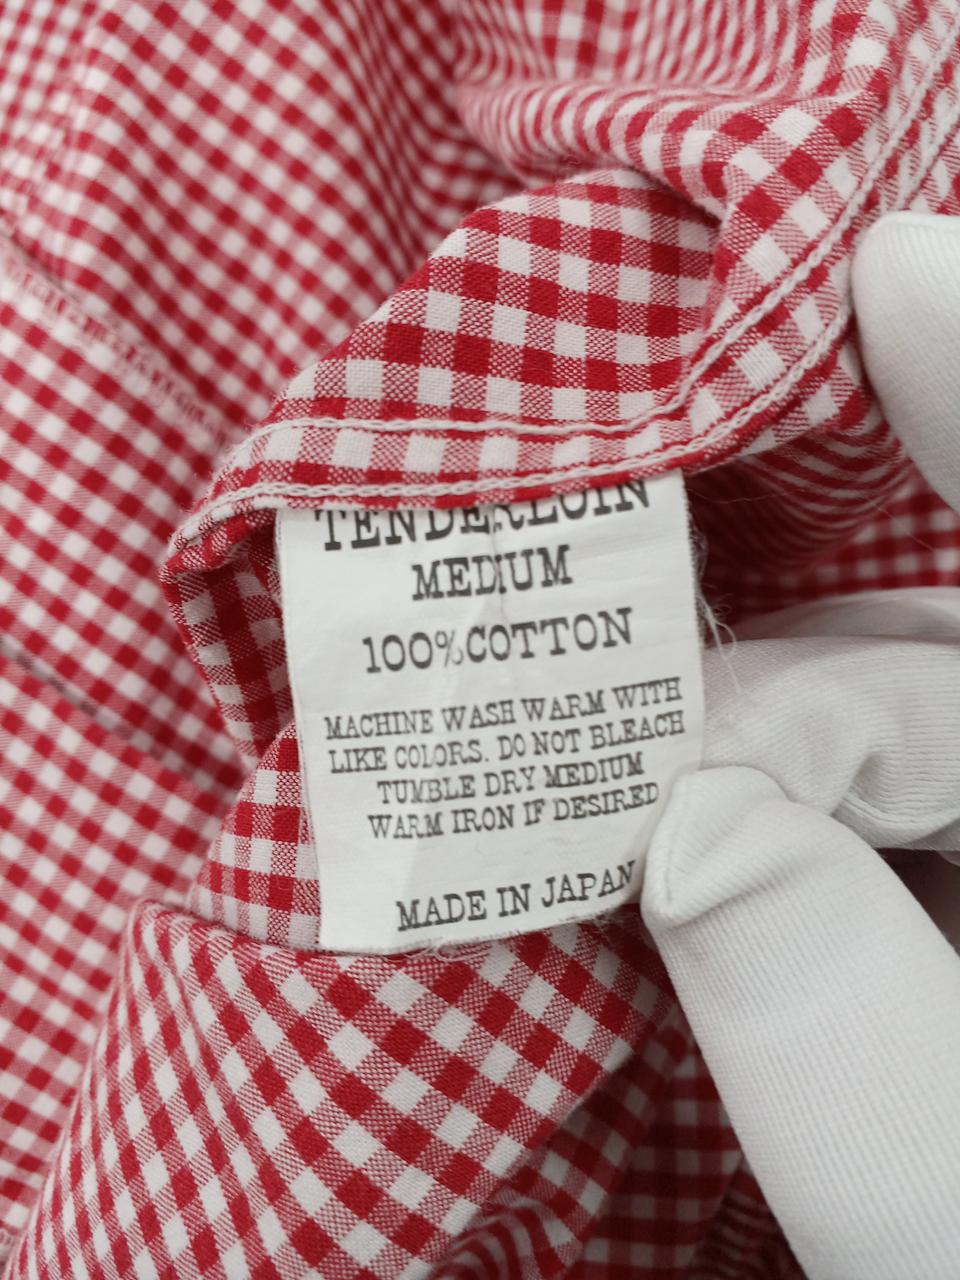 TENDERLOIN
MEDIUM
100% COTTON
MACHINE WASH WARM WITH
LIKE COLORS. DO NOT BLEACH
TUMBLE DRY MEDIUM
WARM IRON IF DESIRED
MADE IN JAPAN